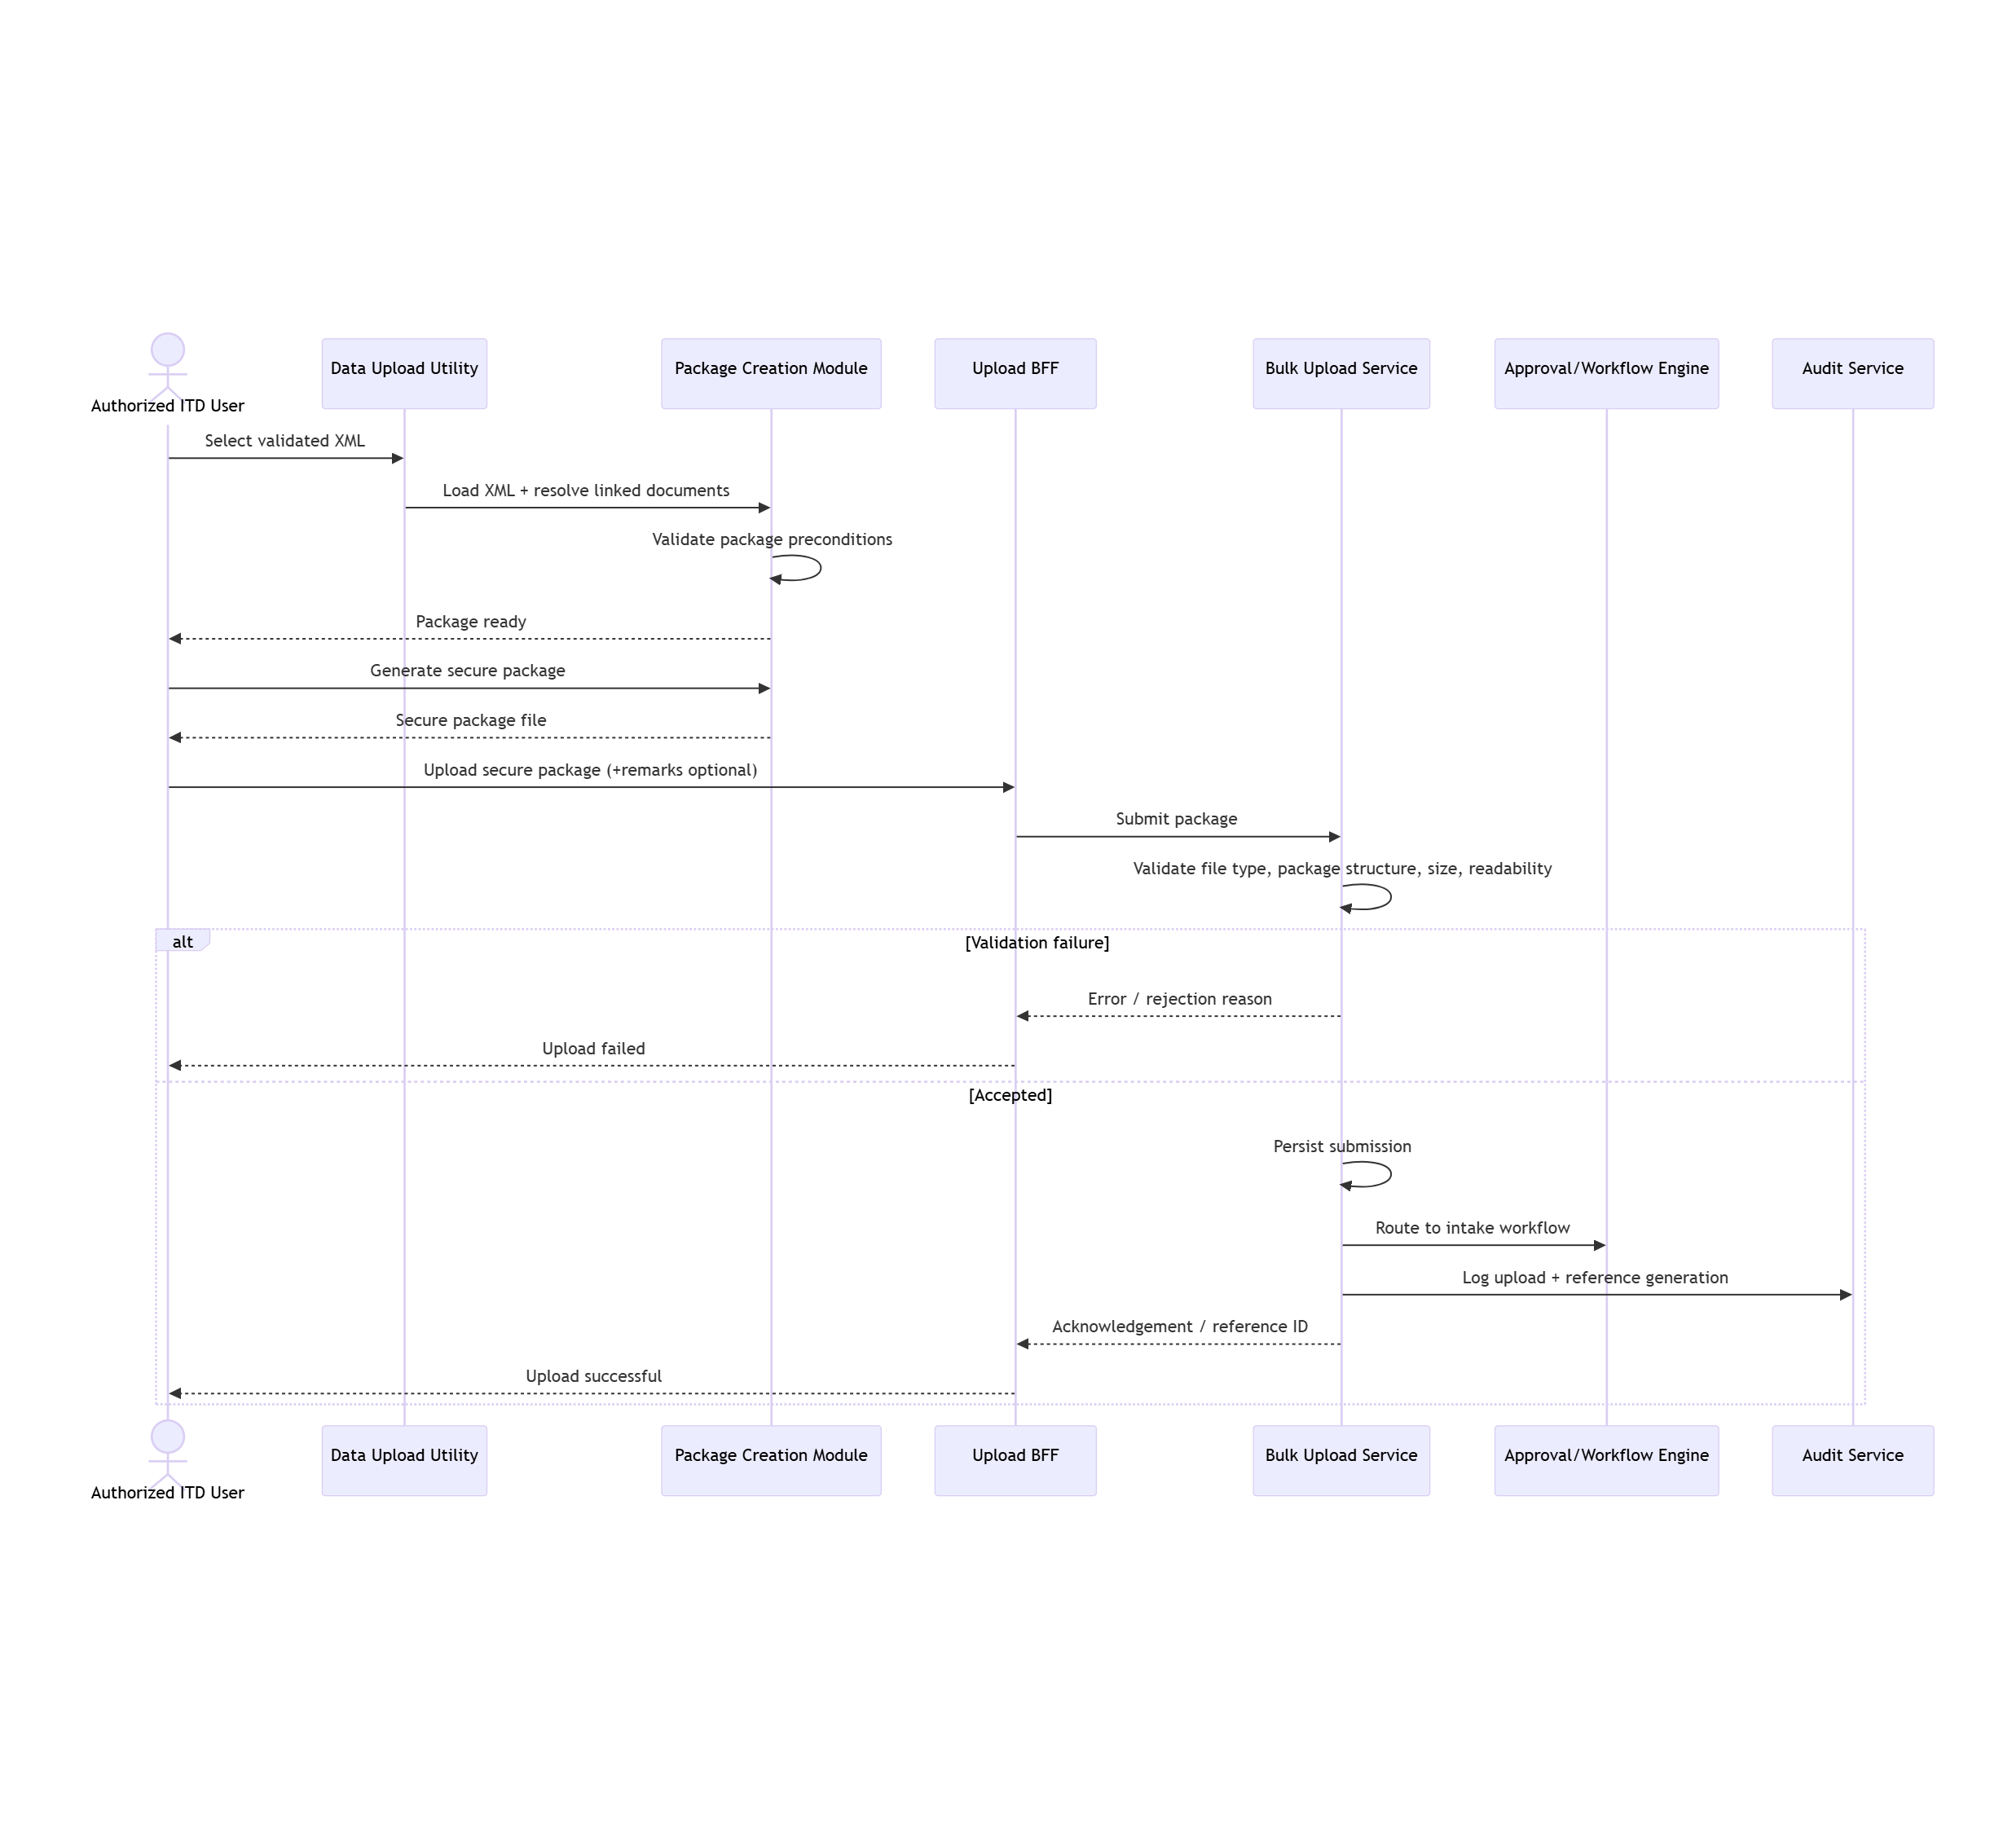 Authorized ITD User
Data Upload Utility
Package Creation Module
Upload BFF
Bulk Upload Service
Approval/Workflow Engine
Audit Service
Select validated XML
Load XML + resolve linked documents
Validate package preconditions
Package ready
Generate secure package
Secure package file
Upload secure package (+remarks optional)
Submit package
Validate file type, package structure, size, readability
alt
[Validation failure]
Error / rejection reason
Upload failed
[Accepted]
Persist submission
Route to intake workflow
Log upload + reference generation
Acknowledgement / reference ID
Upload successful
Authorized ITD User
Data Upload Utility
Package Creation Module
Upload BFF
Bulk Upload Service
Approval/Workflow Engine
Audit Service